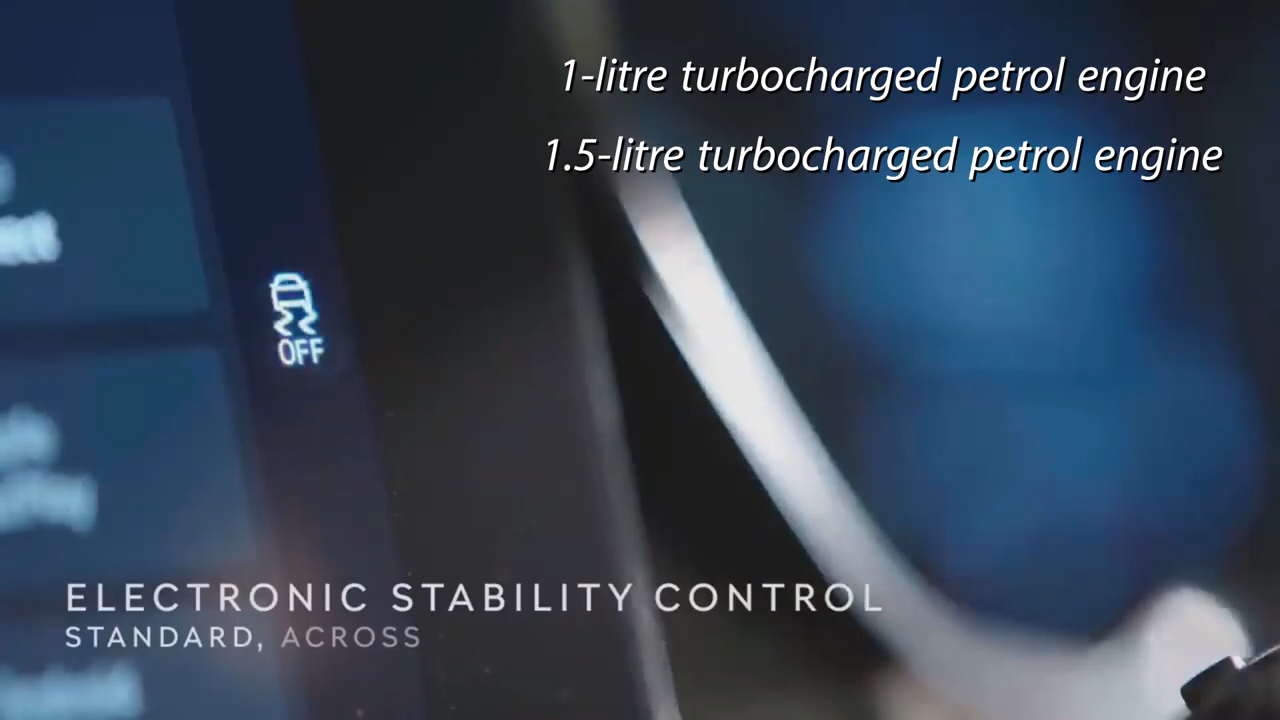 1-litre turbocharged petrol engine
1.5-litre turbocharged petrol engine
OFF
ELECTRONIC STABILITY CONTROL
STANDARD, ACROSS